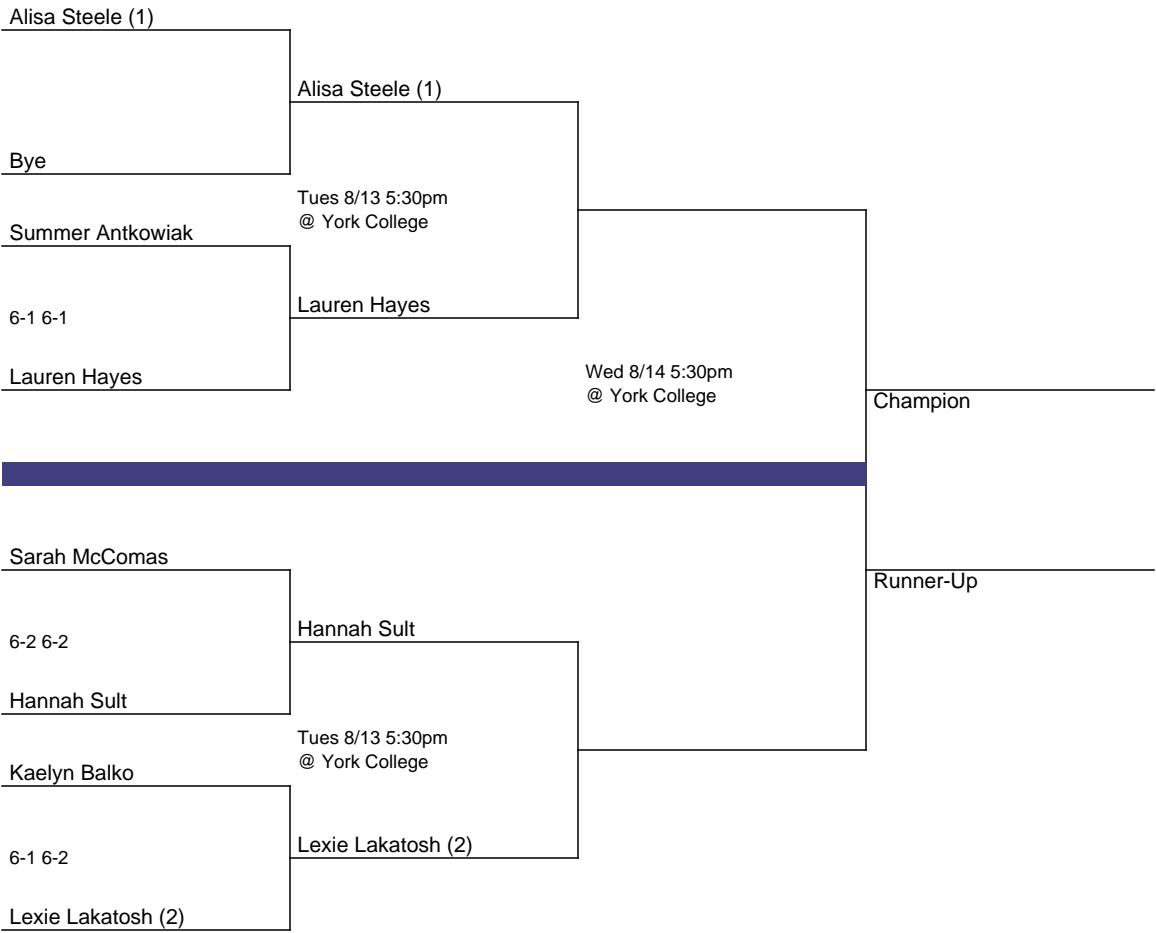 Alisa Steele (1)
Alisa Steele (1)
Bye
Tues 8/13 5:30pm
@ York College
Summer Antkowiak
Lauren Hayes
6-1 6-1
Lauren Hayes
Wed 8/14 5:30pm
@ York College
Champion
Sarah McComas
Runner-Up
Hannah Sult
6-2 6-2
Hannah Sult
Tues 8/13 5:30pm
@ York College
Kaelyn Balko
Lexie Lakatosh (2)
6-1 6-2
Lexie Lakatosh (2)